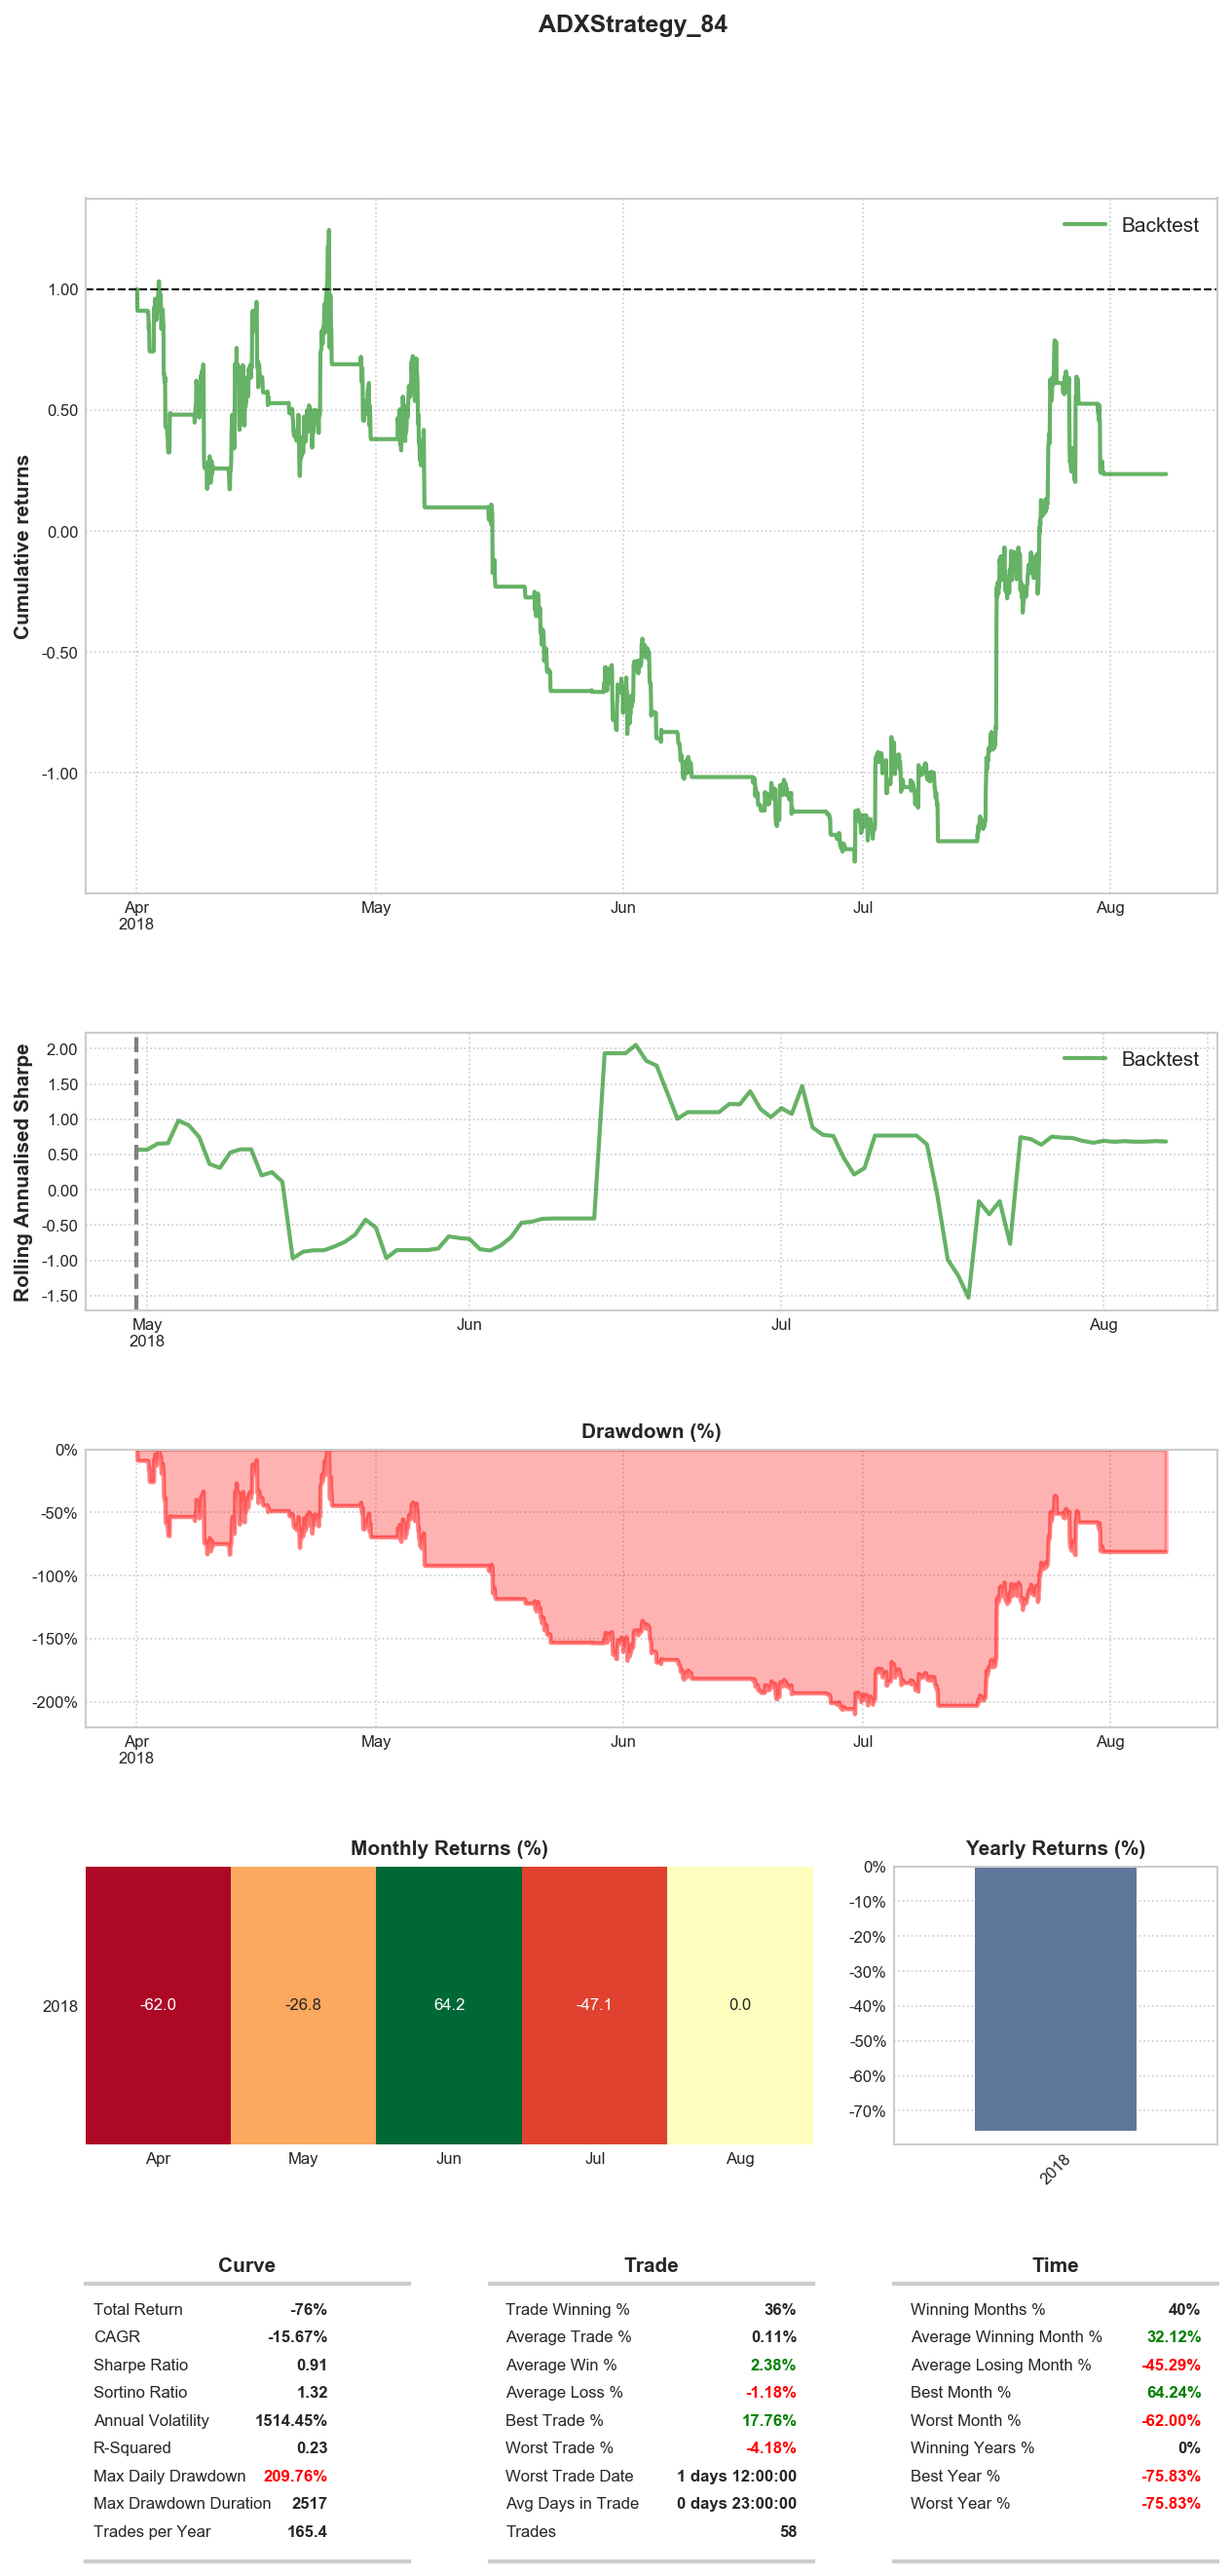 ADXStrategy_84
Backtest
Cumulative returns
1.00
0.50
0.00
-0.50
-1.00
Apr May Jun Jul Aug
2018
Backtest
Rolling Annualised Sharpe
2.00
1.50
1.00
0.50
0.00
-0.50
-1.00
-1.50
May Jun Jul Aug
2018
Drawdown (%)
0%
-50%
-100%
-150%
-200%
Apr May Jun Jul Aug
2018
Monthly Returns (%)
2018 -62.0 -26.8 64.2 -47.1 0.0
Apr May Jun Jul Aug
Yearly Returns (%)
0%
-10%
-20%
-30%
-40%
-50%
-60%
-70%
2018
Curve
Total Return -76%
CAGR -15.67%
Sharpe Ratio 0.91
Sortino Ratio 1.32
Annual Volatility 1514.45%
R-Squared 0.23
Max Daily Drawdown 209.76%
Max Drawdown Duration 2517
Trades per Year 165.4
Trade
Trade Winning % 36%
Average Trade % 0.11%
Average Win % 2.38%
Average Loss % -1.18%
Best Trade % 17.76%
Worst Trade % -4.18%
Worst Trade Date 1 days 12:00:00
Avg Days in Trade 0 days 23:00:00
Trades 58
Time
Winning Months % 40%
Average Winning Month % 32.12%
Average Losing Month % -45.29%
Best Month % 64.24%
Worst Month % -62.00%
Winning Years % 0%
Best Year % -75.83%
Worst Year % -75.83%